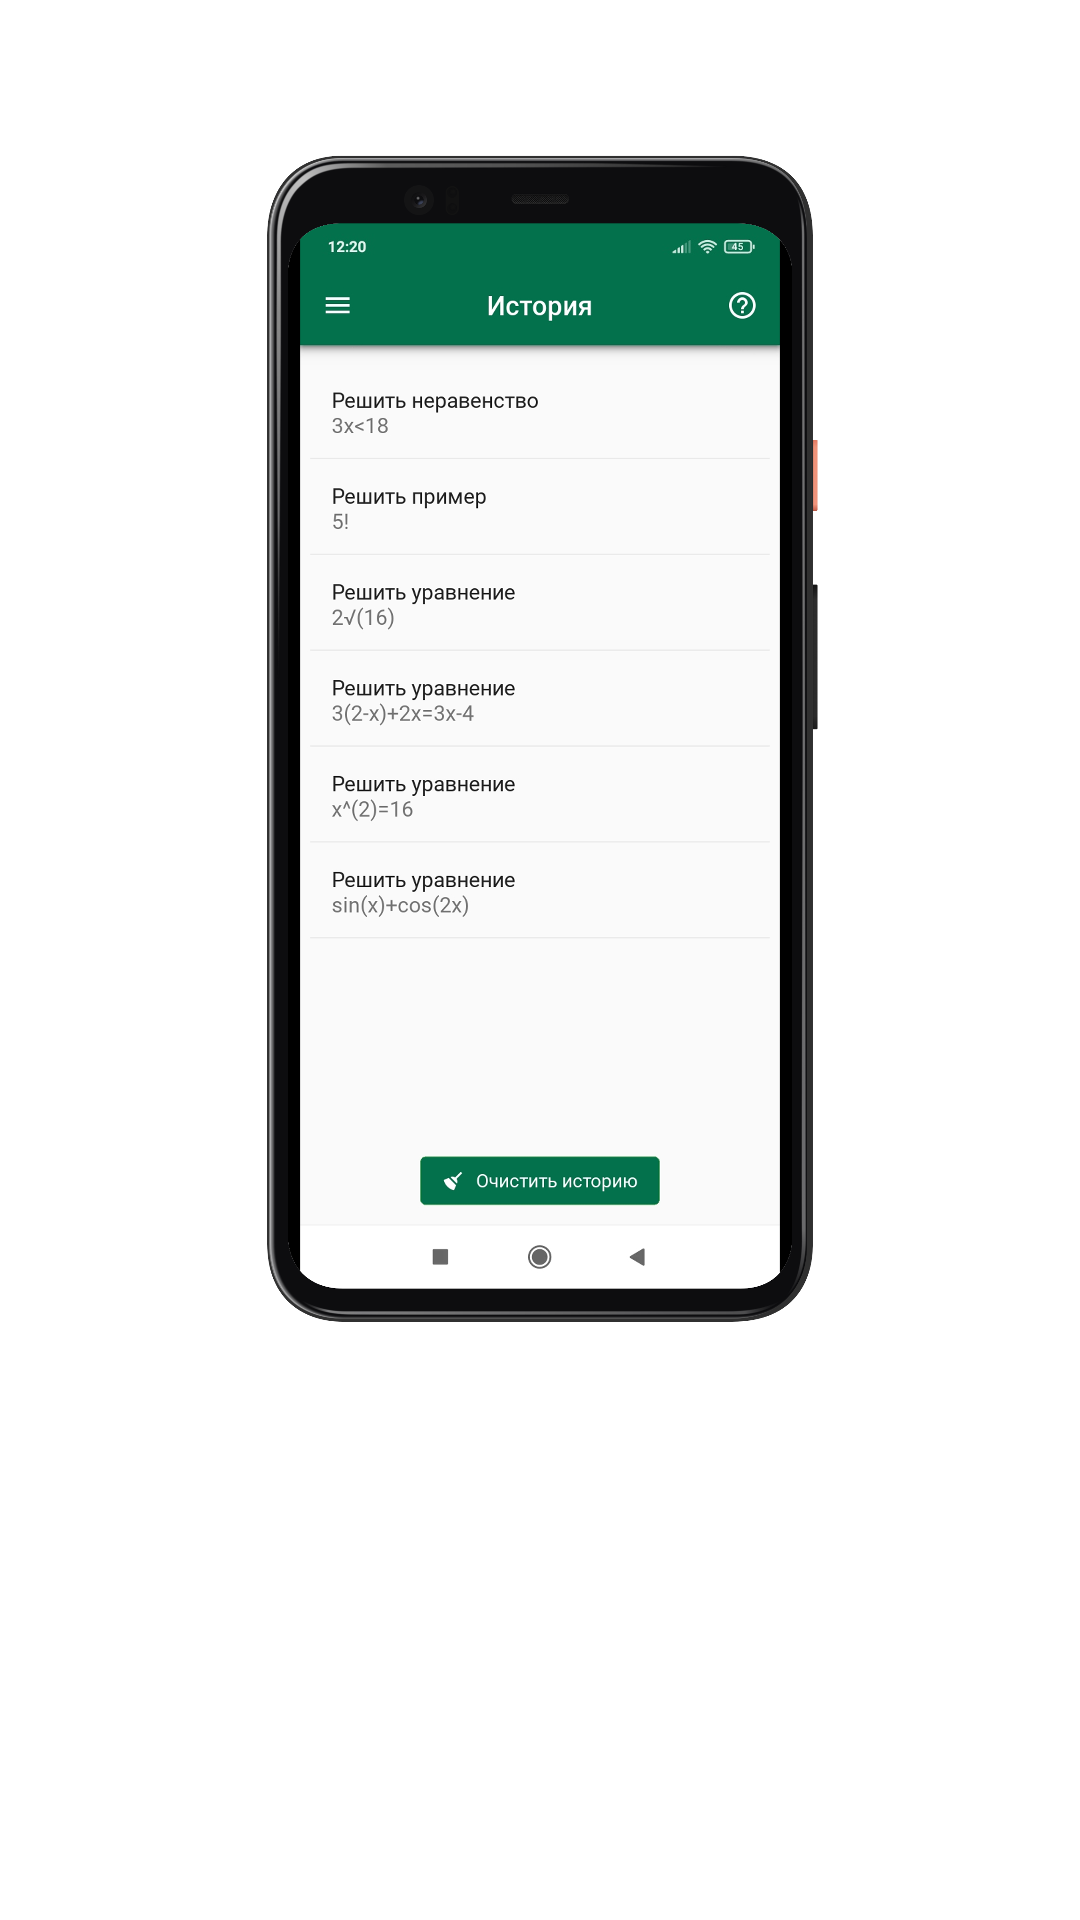 12:20
45
История
Решить неравенство
3x<18
Решить пример
5!
Решить уравнение
2√(16)
Решить уравнение
3(2-x)+2x=3x-4
Решить уравнение
x^(2)=16
Решить уравнение
sin(x)+cos(2x)
Очистить историю